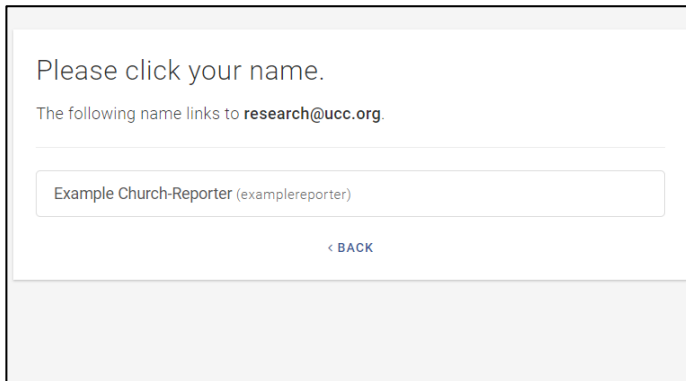 Please click your name.
The following name links to research@ucc.org.
Example Church-Reporter (examplereporter)
< BACK